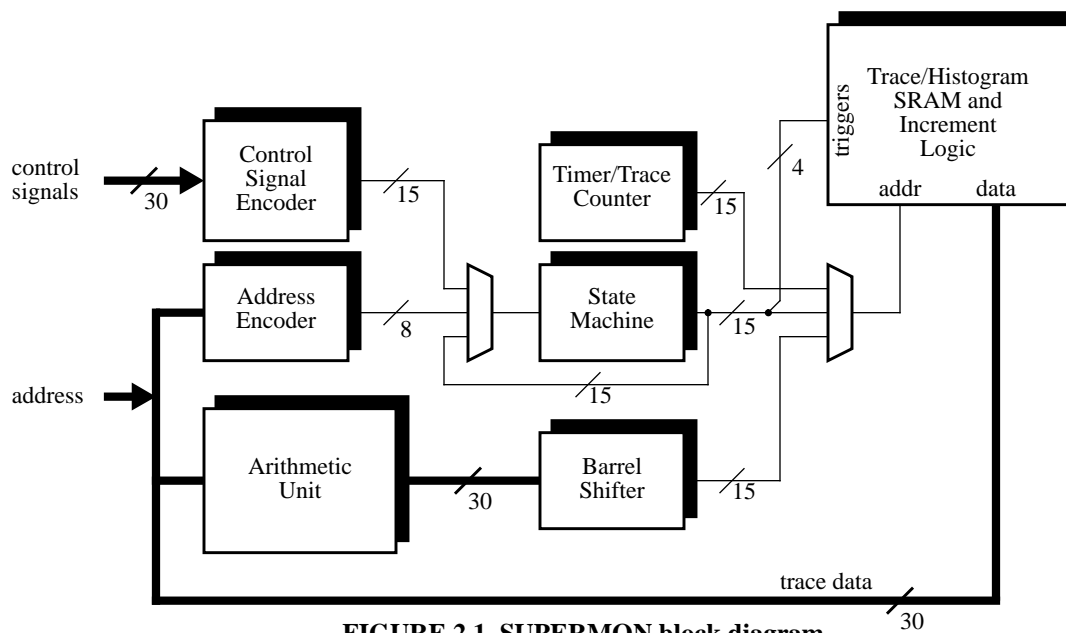 Trace/Histogram
SRAM and
Increment
Logic
triggers
addr
data
control
signals
30
Control
Signal
Encoder
15
Timer/Trace
Counter
15
4
Address
Encoder
8
State
Machine
15
15
address
Arithmetic
Unit
30
Barrel
Shifter
15
trace data
30
FIGURE 2.1 SUPERMON block diagram